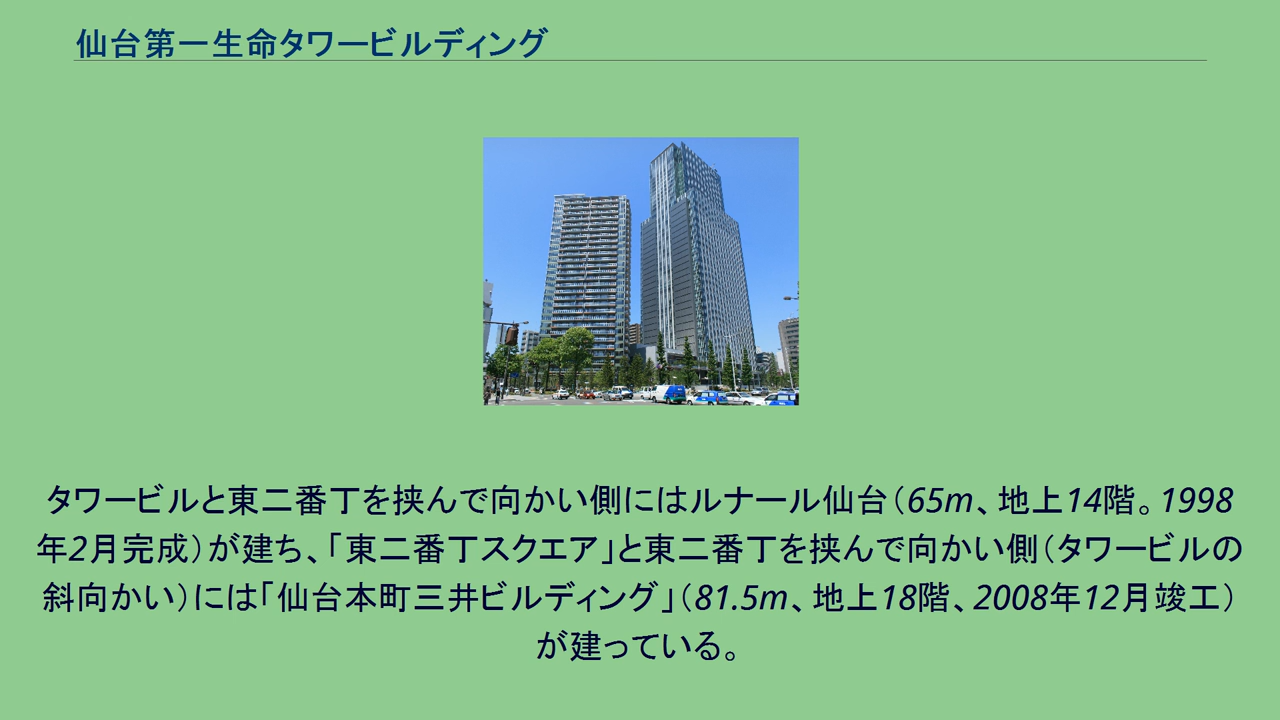 仙台第一生命タワービルディング
タワービルと東二番丁を挟んで向かい側にはルナール仙台（65m、地上14階。1998
年2月完成）が建ち、「東二番丁スクエア」と東二番丁を挟んで向かい側（タワービルの
斜向かい）には「仙台本町三井ビルディング」（81.5m、地上18階、2008年12月竣工）
が建っている。